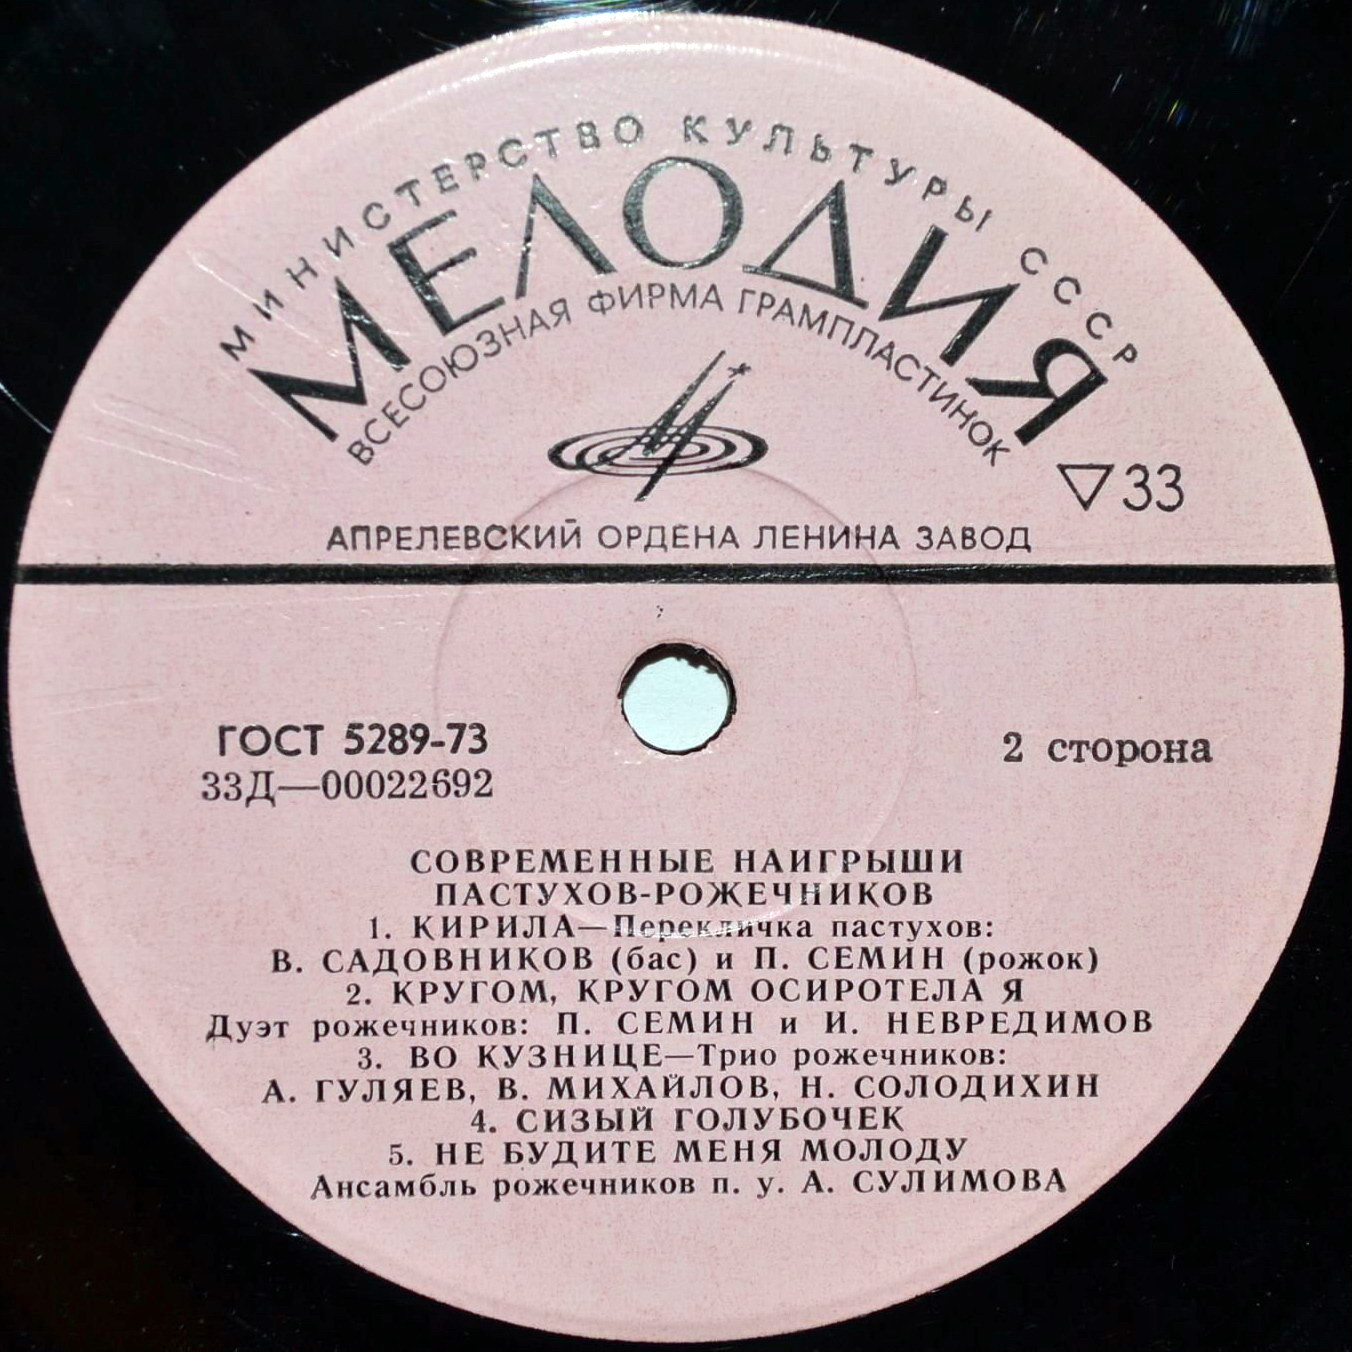 МИНИСТЕРСТВО КУЛЬТУРЫ СССР
МЕЛОДИЯ
ВСЕСОЮЗНАЯ ФИРМА ГРАМПЛАСТИНОК
33
АПРЕЛЕВСКИЙ ОРДЕНА ЛЕНИНА ЗАВОД
ГОСТ 5289-73
33Д—00022692
2 сторона
СОВРЕМЕННЫЕ НАИГРЫШИ
ПАСТУХОВ-РОЖЕЧНИКОВ
1. КИРИЛА—Перекличка пастухов:
В. САДОВНИКОВ (бас) и П. СЕМИН (рожок)
2. КРУГОМ, КРУГОМ ОСИРОТЕЛА Я
Дуэт рожечников: П. СЕМИН и И. НЕВРЕДИМОВ
3. ВО КУЗНИЦЕ—Трио рожечников:
А. ГУЛЯЕВ, В. МИХАЙЛОВ, Н. СОЛОДИХИН
4. СИЗЫЙ ГОЛУБОЧЕК
5. НЕ БУДИТЕ МЕНЯ МОЛОДУ
Ансамбль рожечников п. у. А. СУЛИМОВА